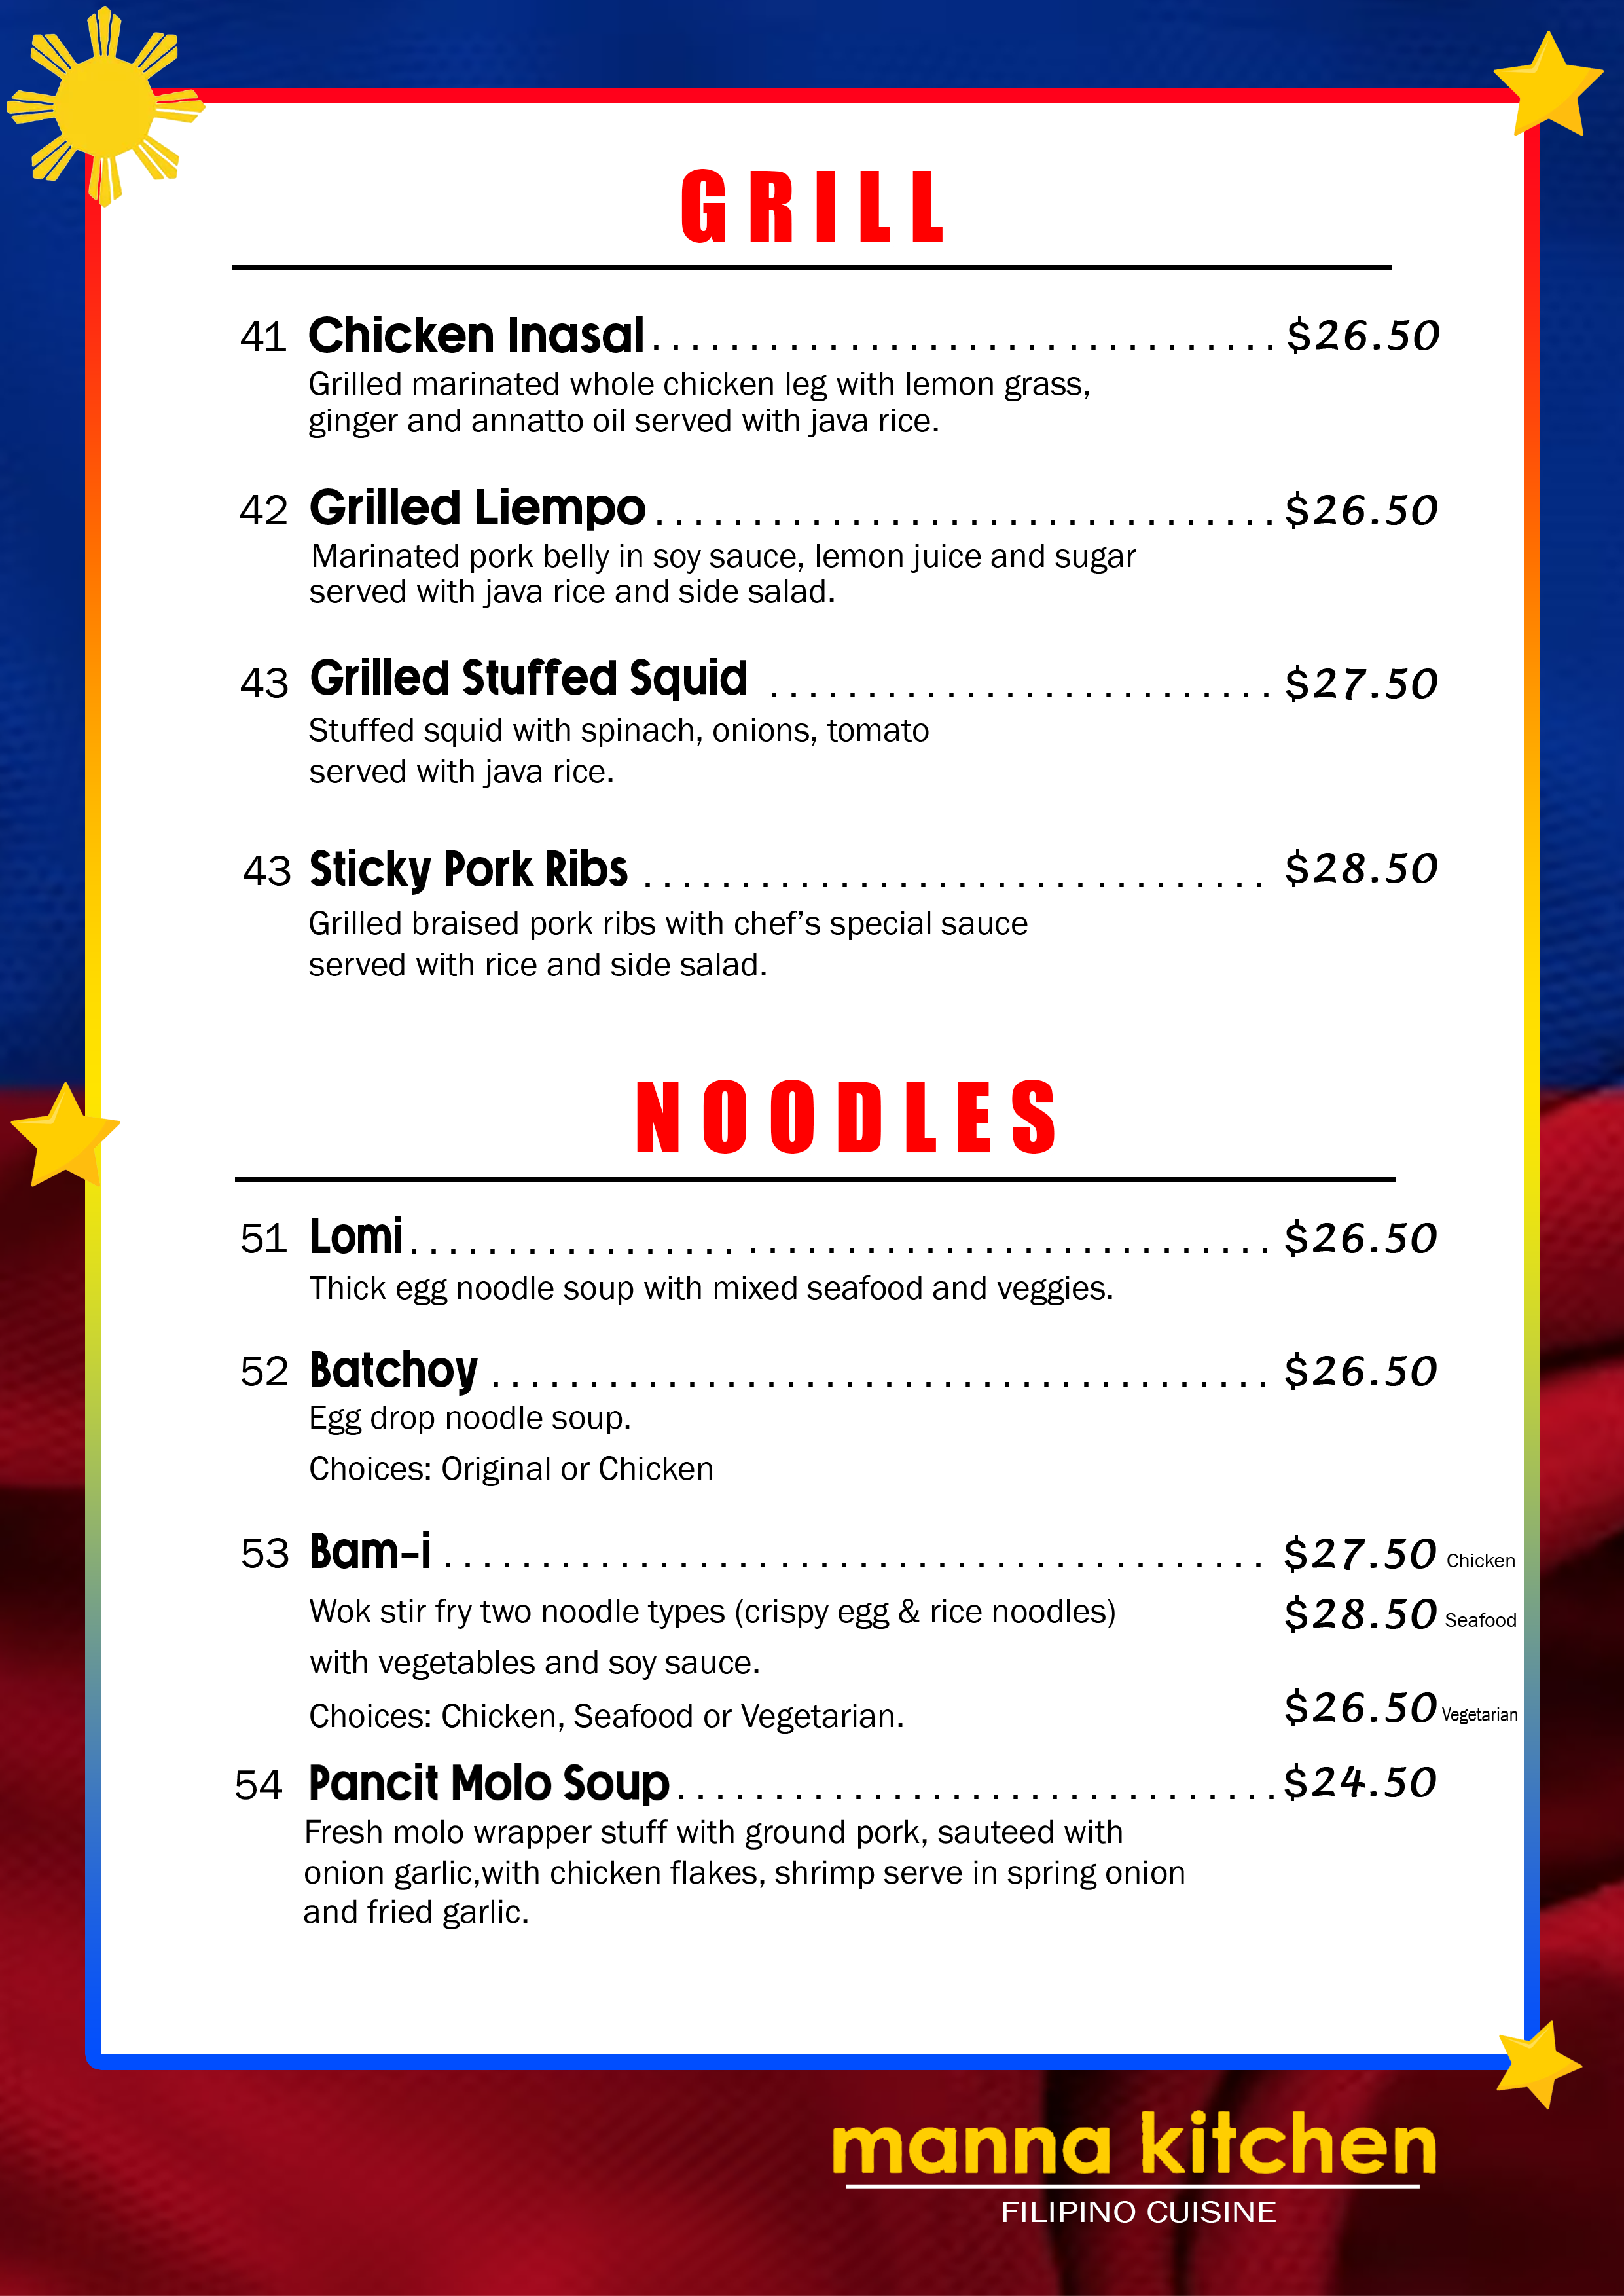 GRILL
41 Chicken Inasal ................................ $26.50
Grilled marinated whole chicken leg with lemon grass,
ginger and annatto oil served with java rice.
42 Grilled Liempo ................................ $26.50
Marinated pork belly in soy sauce, lemon juice and sugar
served with java rice and side salad.
43 Grilled Stuffed Squid .......................... $27.50
Stuffed squid with spinach, onions, tomato
served with java rice.
43 Sticky Pork Ribs ................................ $28.50
Grilled braised pork ribs with chef’s special sauce
served with rice and side salad.
NOODLES
51 Lomi ............................................ $26.50
Thick egg noodle soup with mixed seafood and veggies.
52 Batchoy ........................................ $26.50
Egg drop noodle soup.
Choices: Original or Chicken
53 Bam-i .......................................... $27.50 Chicken
Wok stir fry two noodle types (crispy egg & rice noodles) $28.50 Seafood
with vegetables and soy sauce.
Choices: Chicken, Seafood or Vegetarian. $26.50 Vegetarian
54 Pancit Molo Soup ............................... $24.50
Fresh molo wrapper stuff with ground pork, sauteed with
onion garlic,with chicken flakes, shrimp serve in spring onion
and fried garlic.
manna kitchen
FILIPINO CUISINE